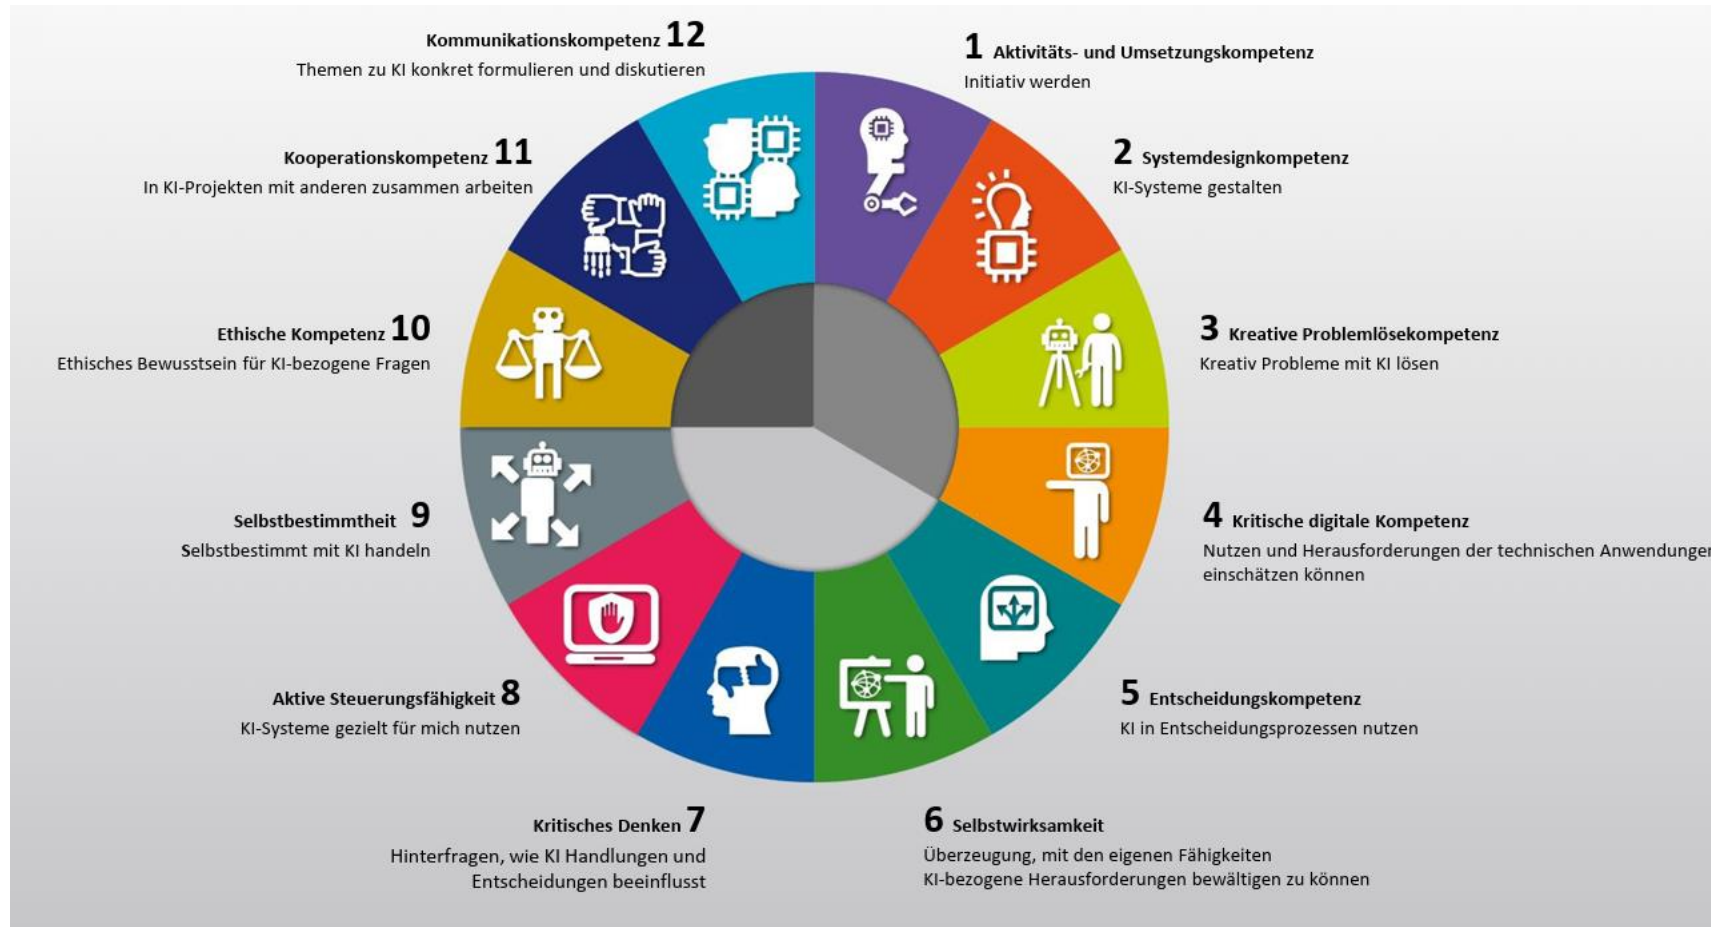 1 Aktivitäts- und Umsetzungskompetenz
Initiativ werden
2 Systemdesignkompetenz
KI-Systeme gestalten
3 Kreative Problemlösekompetenz
Kreativ Probleme mit KI lösen
4 Kritische digitale Kompetenz
Nutzen und Herausforderungen der technischen Anwendungen
einschätzen können
5 Entscheidungskompetenz
KI in Entscheidungsprozessen nutzen
6 Selbstwirksamkeit
Überzeugung, mit den eigenen Fähigkeiten
KI-bezogene Herausforderungen bewältigen zu können
Kritisches Denken 7
Hinterfragen, wie KI Handlungen und
Entscheidungen beeinflusst
Aktive Steuerungsfähigkeit 8
KI-Systeme gezielt für mich nutzen
Selbstbestimmtheit 9
Selbstbestimmt mit KI handeln
Ethische Kompetenz 10
Ethisches Bewusstsein für KI-bezogene Fragen
Kooperationskompetenz 11
In KI-Projekten mit anderen zusammen arbeiten
Kommunikationskompetenz 12
Themen zu KI konkret formulieren und diskutieren